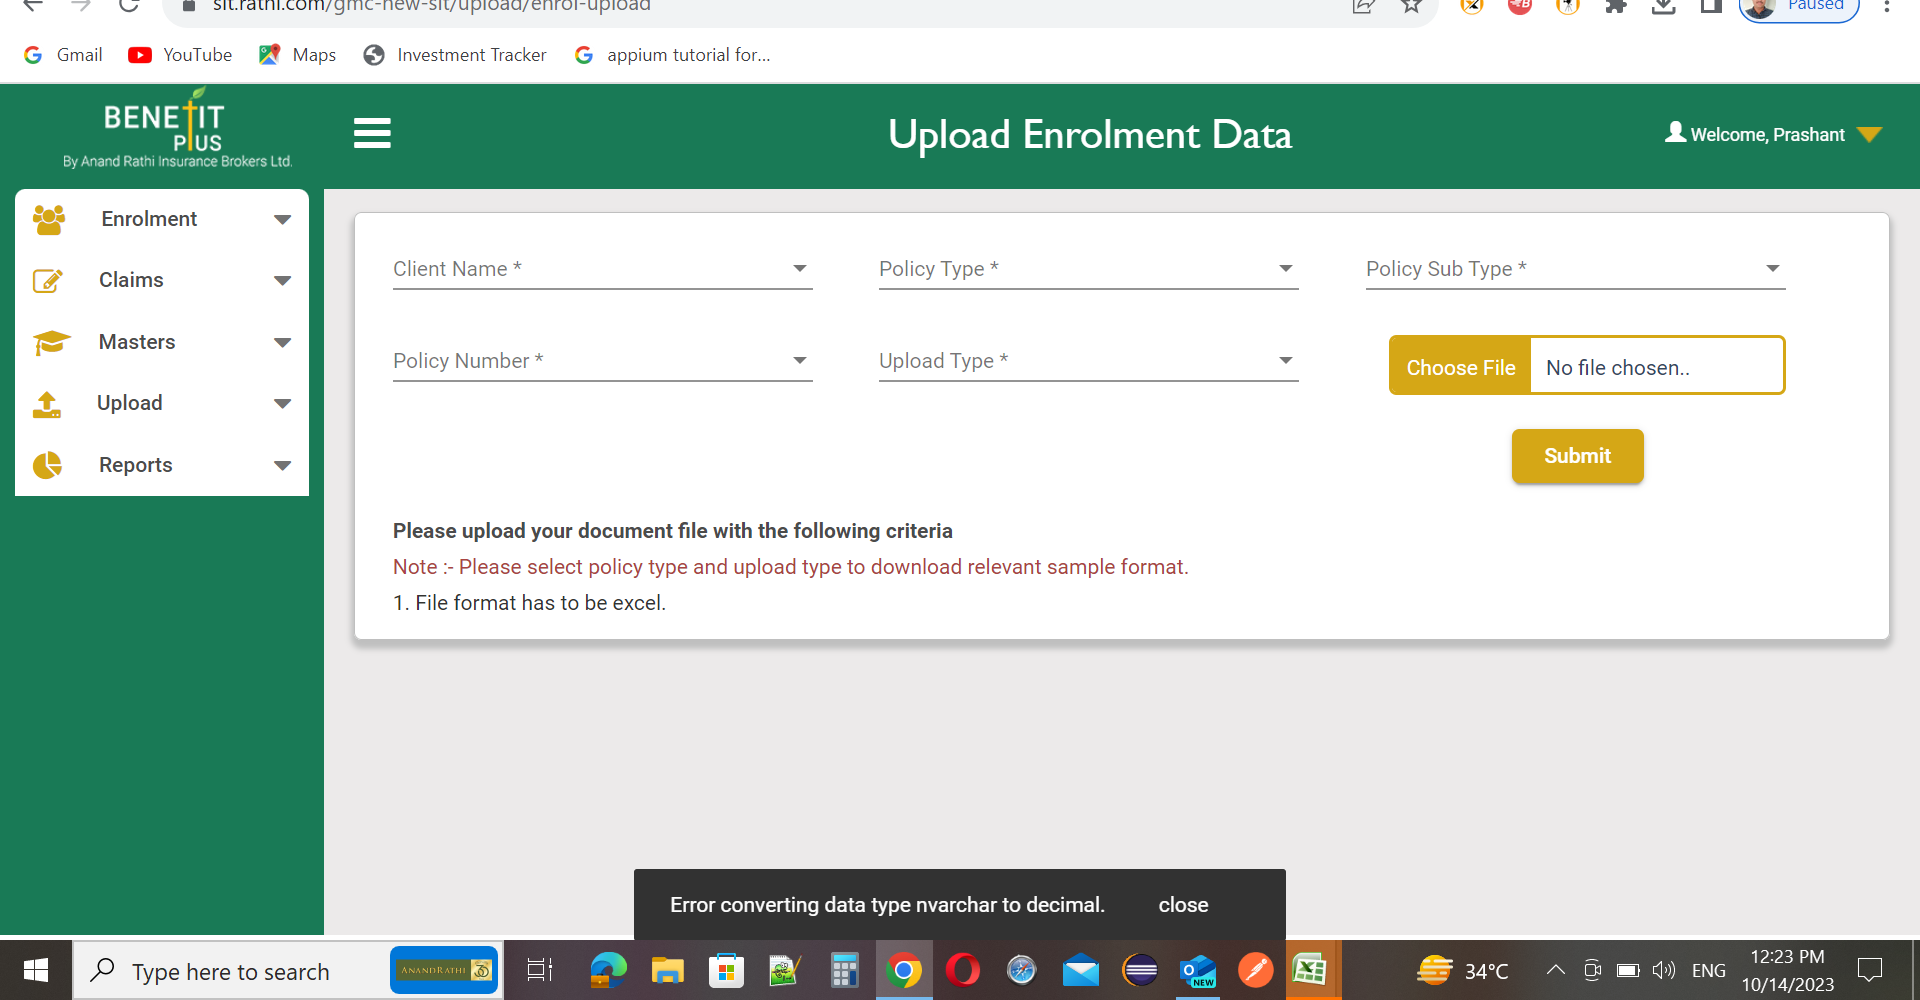 sit.rathi.com/gmc-new-sit/upload/enrol-upload
Paused
Gmail
YouTube
Maps
Investment Tracker
appium tutorial for...
BENEFIT
PlUS
By Anand Rathi Insurance Brokers Ltd.
Upload Enrolment Data
Welcome, Prashant
Enrolment
Claims
Masters
Upload
Reports
Client Name *
Policy Type *
Policy Sub Type *
Policy Number *
Upload Type *
Choose File
No file chosen..
Submit
Please upload your document file with the following criteria
Note :- Please select policy type and upload type to download relevant sample format.
1. File format has to be excel.
Error converting data type nvarchar to decimal.
close
Type here to search
ANANDRATHI
NEW
34°C
ENG
12:23 PM
10/14/2023